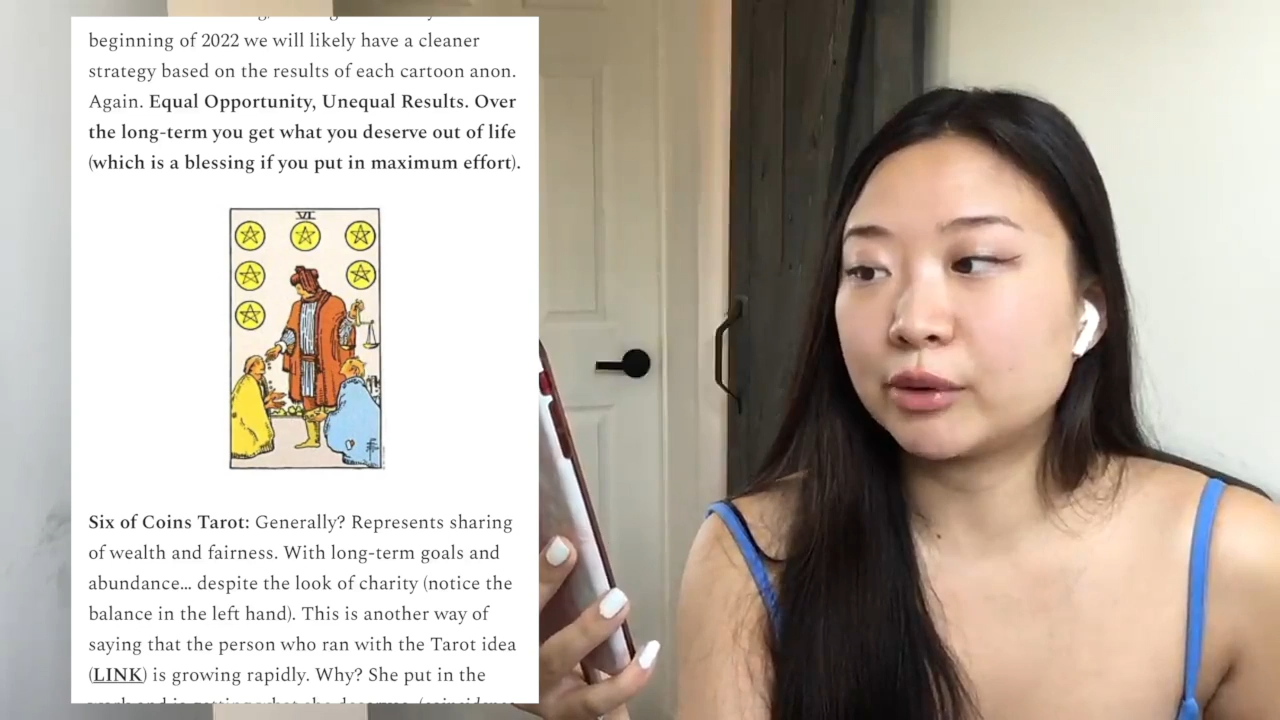 beginning of 2022 we will likely have a cleaner
strategy based on the results of each cartoon anon.
Again. Equal Opportunity, Unequal Results. Over
the long-term you get what you deserve out of life
(which is a blessing if you put in maximum effort).
VI
Six of Coins Tarot: Generally? Represents sharing
of wealth and fairness. With long-term goals and
abundance... despite the look of charity (notice the
balance in the left hand). This is another way of
saying that the person who ran with the Tarot idea
(LINK) is growing rapidly. Why? She put in the